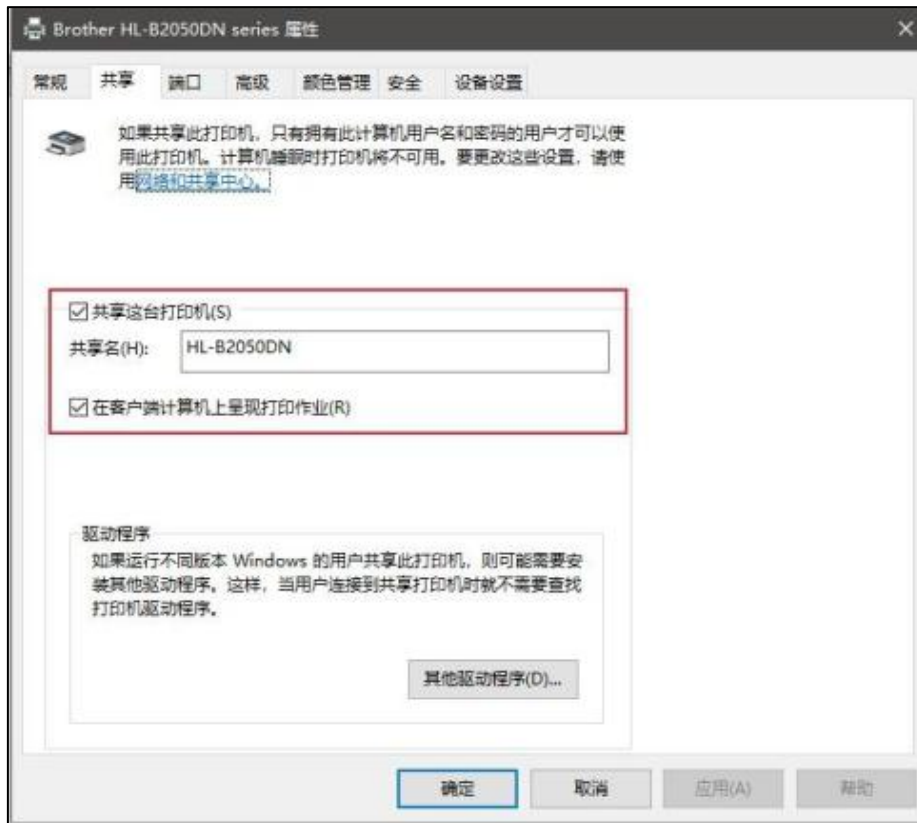 Brother HL-B2050DN series 属性
常规 共享 端口 高级 颜色管理 安全 设备设置
如果共享此打印机，只有拥有此计算机用户名和密码的用户才可以使
用此打印机。计算机睡眠时打印机将不可用。要更改这些设置，请使
用网络和共享中心。
共享这台打印机(S)
共享名(H): HL-B2050DN
在客户端计算机上呈现打印作业(R)
驱动程序
如果运行不同版本 Windows 的用户共享此打印机，则可能需要安
装其他驱动程序。这样，当用户连接到共享打印机时就不需要查找
打印机驱动程序。
其他驱动程序(D)...
确定 取消 应用(A) 帮助